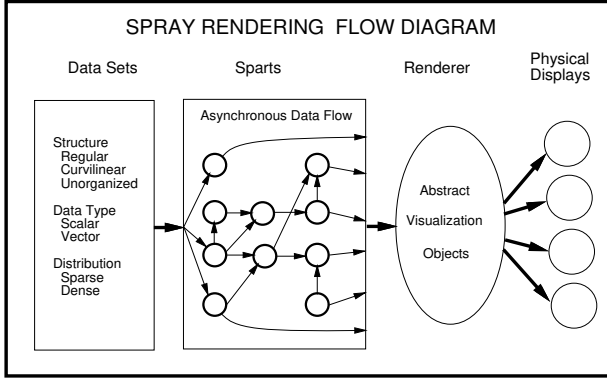 SPRAY RENDERING FLOW DIAGRAM
Data Sets
Sparts
Renderer
Physical
Displays
Structure
Regular
Curvilinear
Unorganized
Data Type
Scalar
Vector
Distribution
Sparse
Dense
Asynchronous Data Flow
Abstract
Visualization
Objects